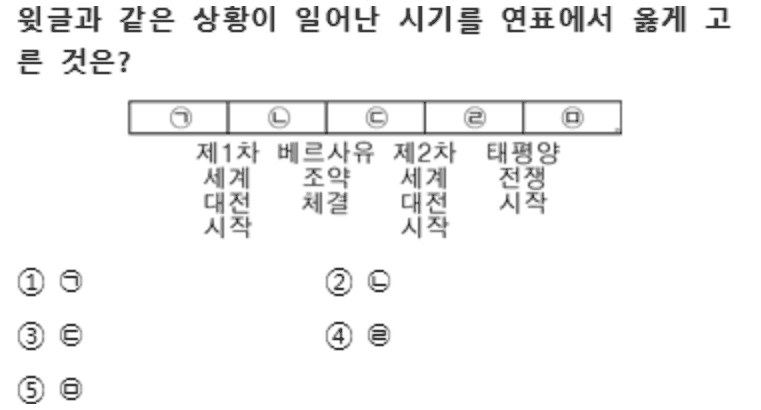 윗글과 같은 상황이 일어난 시기를 연표에서 옳게 고
른 것은?
㉠ ㉡ ㉢ ㉣ ㉤
제1차 베르사유 제2차 태평양
세계 조약 세계 전쟁
대전 체결 대전 시작
시작 시작
① ㉠ ② ㉡
③ ㉢ ④ ㉣
⑤ ㉤